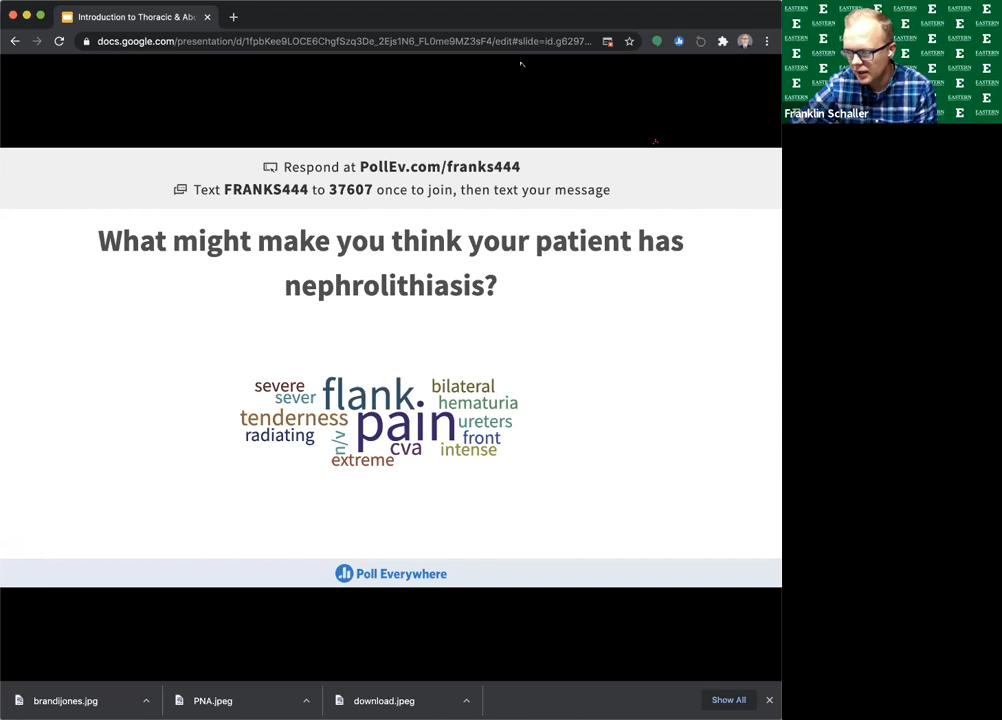 Introduction to Thoracic & Abd
docs.google.com/presentation/d/1fpbKee9LOCE6ChgfSzq3De_2Ejs1N6_FL0me9MZ3sF4/edit#slide=id.g6297...
Respond at PollEv.com/franks444
Text FRANKS444 to 37607 once to join, then text your message
What might make you think your patient has
nephrolithiasis?
severe
sever
flank
bilateral
hematuria
tenderness
pain
ureters
radiating
n/v
cva
front
intense
extreme
Poll Everywhere
brandijones.jpg
PNA.jpeg
download.jpeg
Show All
EASTERN
E
Franklin Schaller